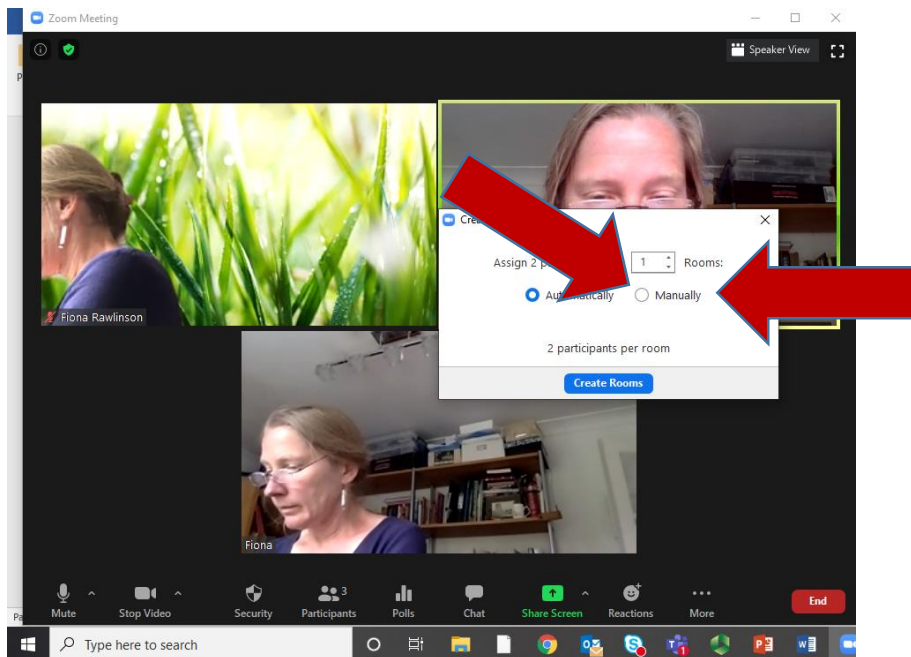 Zoom Meeting
Speaker View
Assign 2 p
1 Rooms:
Manually
2 participants per room
Create Rooms
Fiona Rawlinson
Fiona
3
Mute
Stop Video
Security
Participants
Polls
Chat
Share Screen
Reactions
More
End
Type here to search